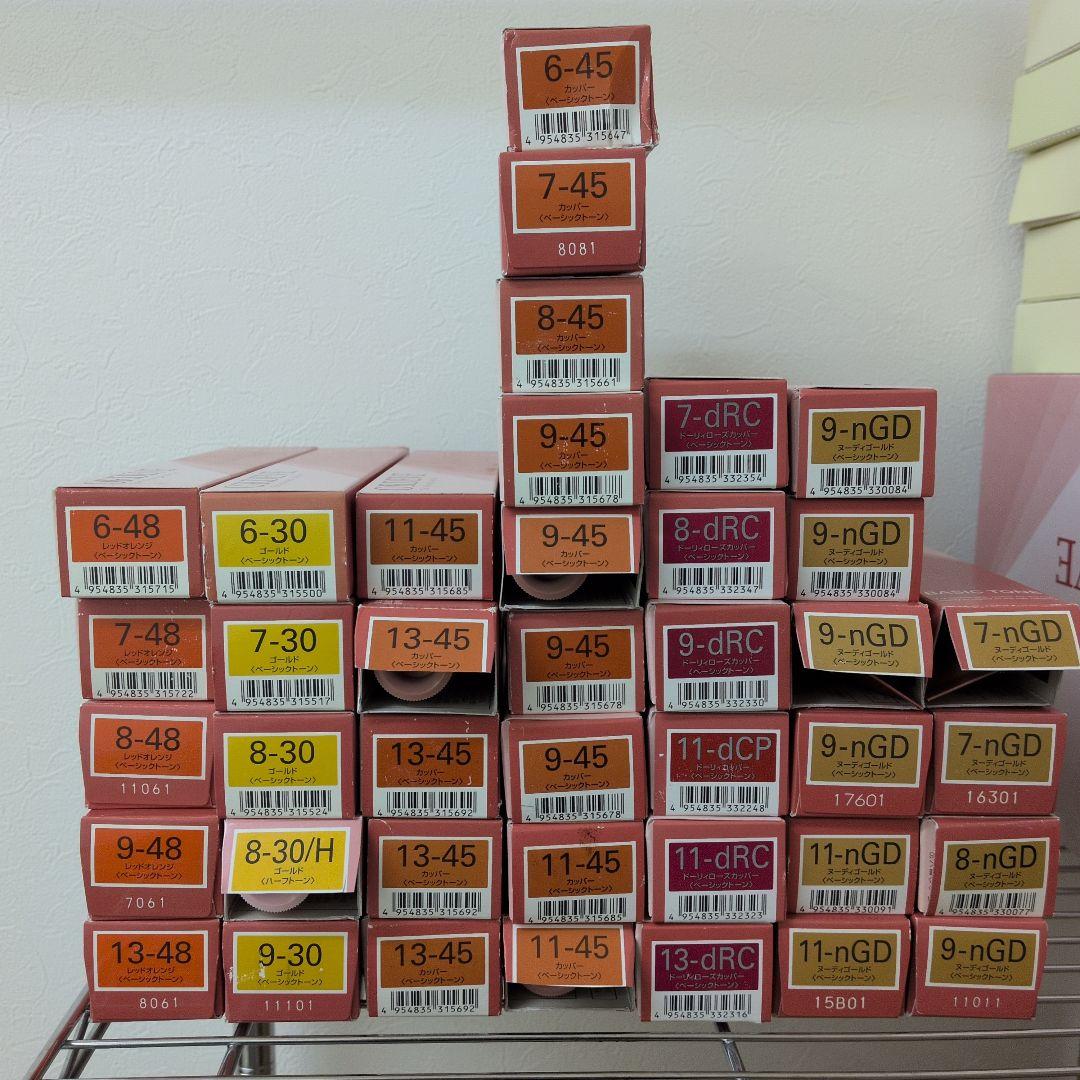 6-45
カッパー
〈ベーシックトーン〉
4 954835 315647
7-45
カッパー
〈ベーシックトーン〉
8081
8-45
カッパー
〈ベーシックトーン〉
4 954835 315661
9-45
カッパー
〈ベーシックトーン〉
4 954835 315678
9-45
カッパー
〈ベーシックトーン〉
9-45
カッパー
〈ベーシックトーン〉
4 954835 315678
9-45
カッパー
〈ベーシックトーン〉
4 954835 315678
11-45
カッパー
〈ベーシックトーン〉
4 954835 315685
11-45
カッパー
〈ベーシックトーン〉
6-48
レッドオレンジ
〈ベーシックトーン〉
4 954835 315715
7-48
レッドオレンジ
〈ベーシックトーン〉
4 954835 315722
8-48
レッドオレンジ
〈ベーシックトーン〉
11061
9-48
レッドオレンジ
〈ベーシックトーン〉
7061
13-48
レッドオレンジ
〈ベーシックトーン〉
8061
6-30
ゴールド
〈ベーシックトーン〉
4 954835 315500
7-30
ゴールド
〈ベーシックトーン〉
4 954835 315517
8-30
ゴールド
〈ベーシックトーン〉
4 954835 315524
8-30/H
ゴールド
〈ハーフトーン〉
9-30
ゴールド
〈ベーシックトーン〉
11101
11-45
カッパー
〈ベーシックトーン〉
4 954835 315685
13-45
カッパー
〈ベーシックトーン〉
13-45
カッパー
〈ベーシックトーン〉
4 954835 315692
13-45
カッパー
〈ベーシックトーン〉
4 954835 315692
13-45
カッパー
〈ベーシックトーン〉
4 954835 315692
7-dRC
ドーリィローズカッパー
〈ベーシックトーン〉
4 954835 332354
8-dRC
ドーリィローズカッパー
〈ベーシックトーン〉
4 954835 332347
9-dRC
ドーリィローズカッパー
〈ベーシックトーン〉
4 954835 332330
11-dCP
ドーリィカッパー
〈ベーシックトーン〉
4 954835 332248
11-dRC
ドーリィローズカッパー
〈ベーシックトーン〉
4 954835 332323
13-dRC
ドーリィローズカッパー
〈ベーシックトーン〉
4 954835 332316
9-nGD
ヌーディゴールド
〈ベーシックトーン〉
4 954835 330084
9-nGD
ヌーディゴールド
〈ベーシックトーン〉
4 954835 330084
9-nGD
ヌーディゴールド
〈ベーシックトーン〉
9-nGD
ヌーディゴールド
〈ベーシックトーン〉
17601
11-nGD
ヌーディゴールド
〈ベーシックトーン〉
4 954835 330091
11-nGD
ヌーディゴールド
〈ベーシックトーン〉
15B01
BASIC TONE
7-nGD
ヌーディゴールド
〈ベーシックトーン〉
7-nGD
ヌーディゴールド
〈ベーシックトーン〉
16301
8-nGD
ヌーディゴールド
〈ベーシックトーン〉
4 954835 330077
9-nGD
ヌーディゴールド
〈ベーシックトーン〉
11011